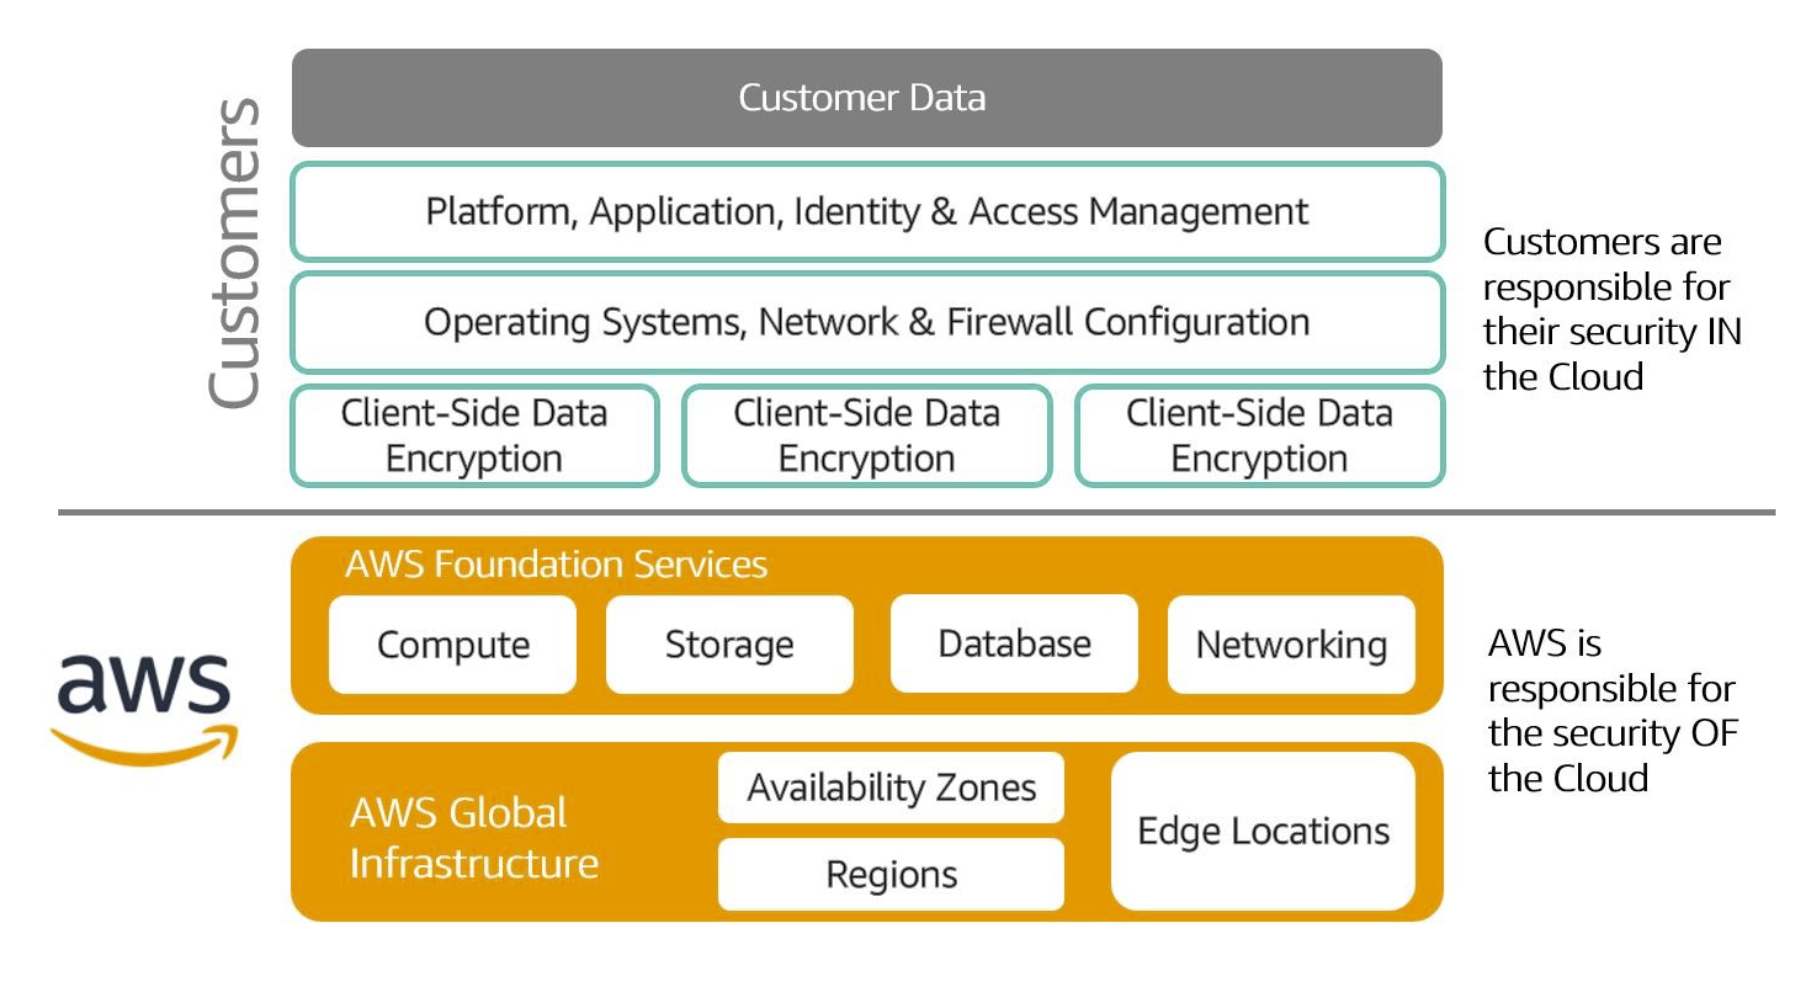 Customers
Customer Data
Platform, Application, Identity & Access Management
Operating Systems, Network & Firewall Configuration
Client-Side Data
Encryption
Client-Side Data
Encryption
Client-Side Data
Encryption
Customers are
responsible for
their security IN
the Cloud
aws
AWS Foundation Services
Compute
Storage
Database
Networking
AWS Global
Infrastructure
Availability Zones
Regions
Edge Locations
AWS is
responsible for
the security OF
the Cloud